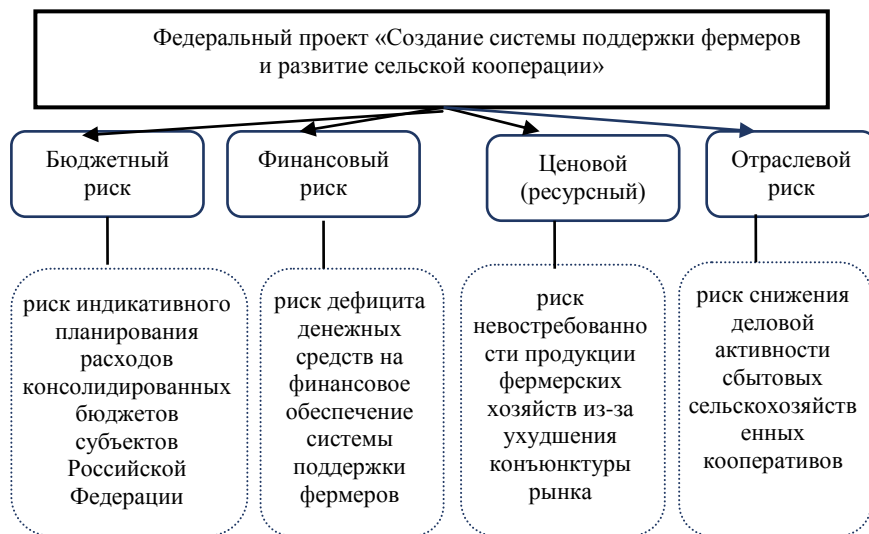 Федеральный проект «Создание системы поддержки фермеров
и развитие сельской кооперации»
Бюджетный
риск
Финансовый
риск
Ценовой
(ресурсный)
Отраслевой
риск
риск индикативного
планирования
расходов
консолидированных
бюджетов
субъектов
Российской
Федерации
риск дефицита
денежных
средств на
финансовое
обеспечение
системы
поддержки
фермеров
риск
невостребованно
сти продукции
фермерских
хозяйств из-за
ухудшения
конъюнктуры
рынка
риск снижения
деловой
активности
сбытовых
сельскохозяйств
енных
кооперативов